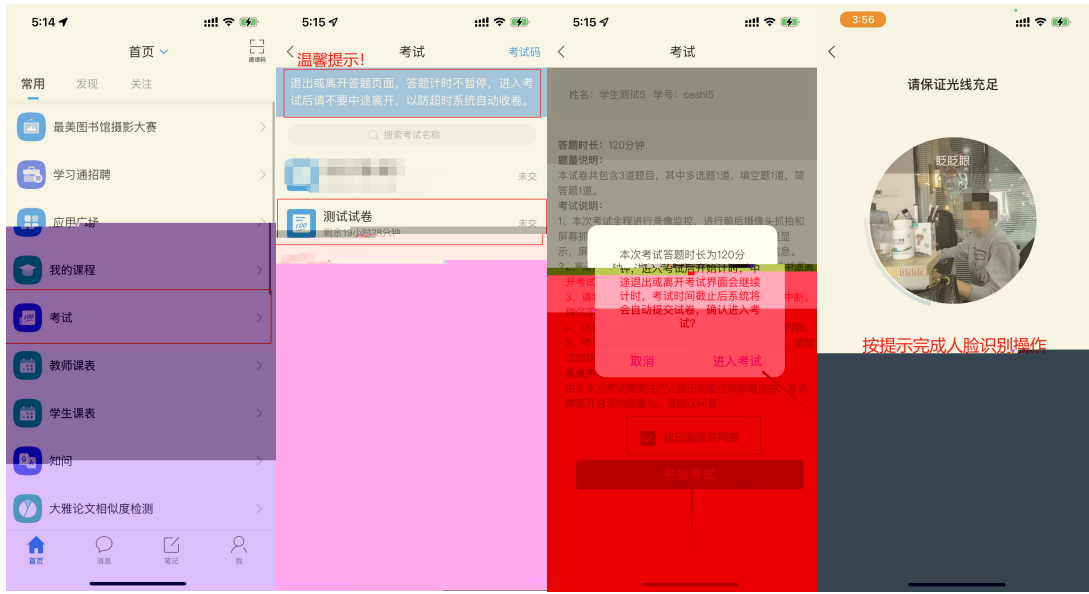 5:14
首页
邀请码
常用
发现
关注
最美图书馆摄影大赛
学习通招聘
应用广场
我的课程
考试
教师课表
学生课表
知问
大雅论文相似度检测
首页
消息
笔记
我
5:15
温馨提示!
考试
考试码
退出或离开答题页面,答题计时不暂停,进入考
试后请不要中途离开,以防超时系统自动收卷。
搜索考试名称
未交
测试试卷
未交
剩余19小时28分钟
5:15
考试
姓名: 学生测试5 学号: ceshi5
答题时长: 120分钟
题量说明:
本试卷共包含3道题目,其中多选题1道,填空题1道,简
答题1道。
考试说明:
1、本次考试全程进行录像监控,进行前后摄像头抓拍和
本次考试答题时长为120分
钟,进入考试后开始计时,中
途退出或离开考试界面会继续
计时,考试时间截止后系统将
会自动提交试卷,确认进入考
试?
取消
进入考试
我已阅读并同意
开始考试
3:56
请保证光线充足
眨眨眼
按提示完成人脸识别操作